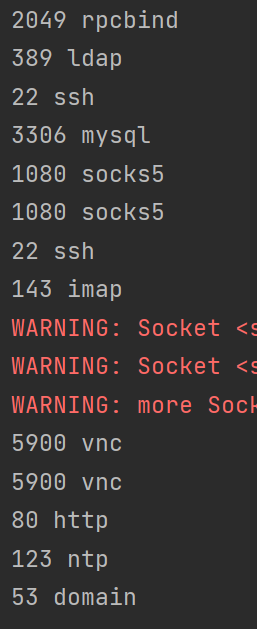 2049 rpcbind
389 ldap
22 ssh
3306 mysql
1080 socks5
1080 socks5
22 ssh
143 imap
WARNING: Socket <s
WARNING: Socket <s
WARNING: more Sock
5900 vnc
5900 vnc
80 http
123 ntp
53 domain